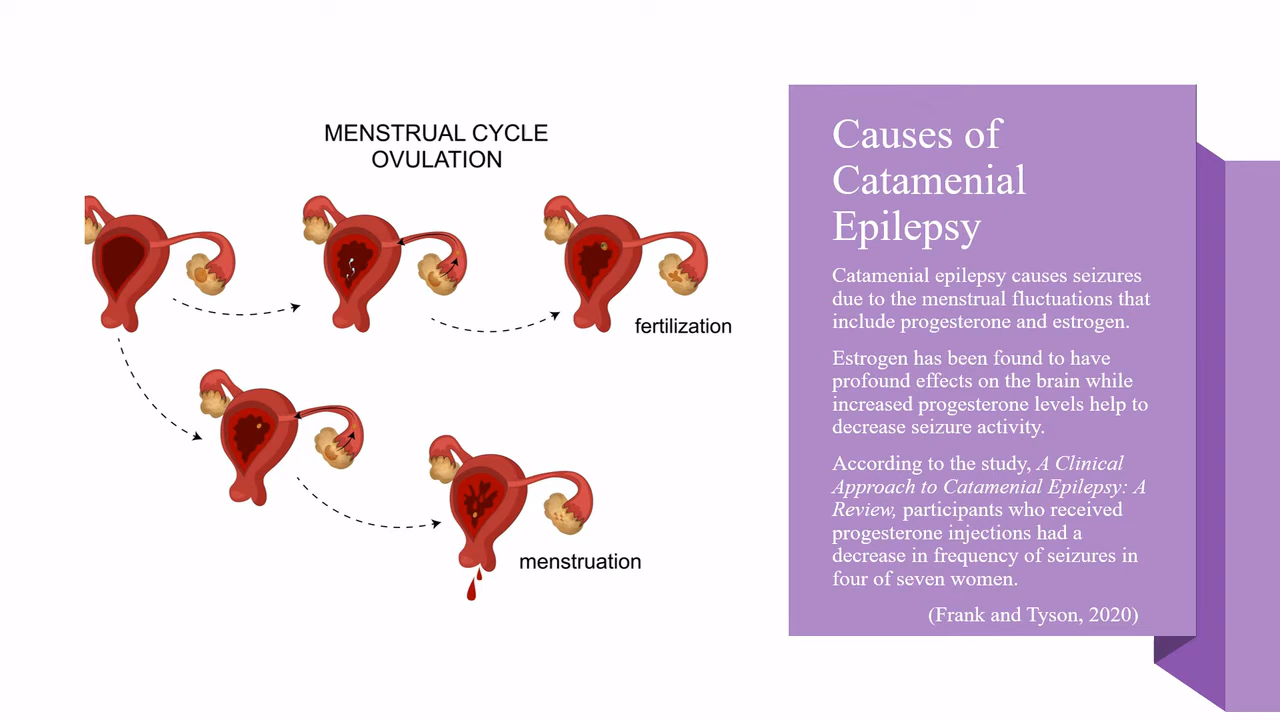 MENSTRUAL CYCLE
OVULATION
fertilization
menstruation
Causes of
Catamenial
Epilepsy
Catamenial epilepsy causes seizures
due to the menstrual fluctuations that
include progesterone and estrogen.
Estrogen has been found to have
profound effects on the brain while
increased progesterone levels help to
decrease seizure activity.
According to the study, A Clinical
Approach to Catamenial Epilepsy: A
Review, participants who received
progesterone injections had a
decrease in frequency of seizures in
four of seven women.
(Frank and Tyson, 2020)